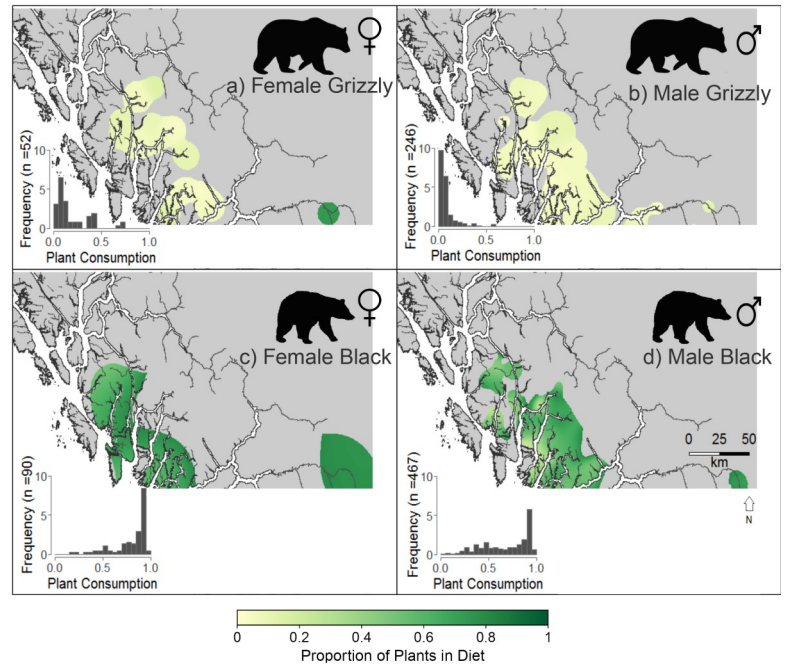 ♀
a) Female Grizzly
Frequency (n =52)
10
5
0
0.0 0.5 1.0
Plant Consumption
♂
b) Male Grizzly
Frequency (n =246)
10
5
0
0.0 0.5 1.0
Plant Consumption
♀
c) Female Black
Frequency (n =90)
10
5
0
0.0 0.5 1.0
Plant Consumption
♂
d) Male Black
0 25 50
km
N
Frequency (n =467)
10
5
0
0.0 0.5 1.0
Plant Consumption
0 0.2 0.4 0.6 0.8 1
Proportion of Plants in Diet